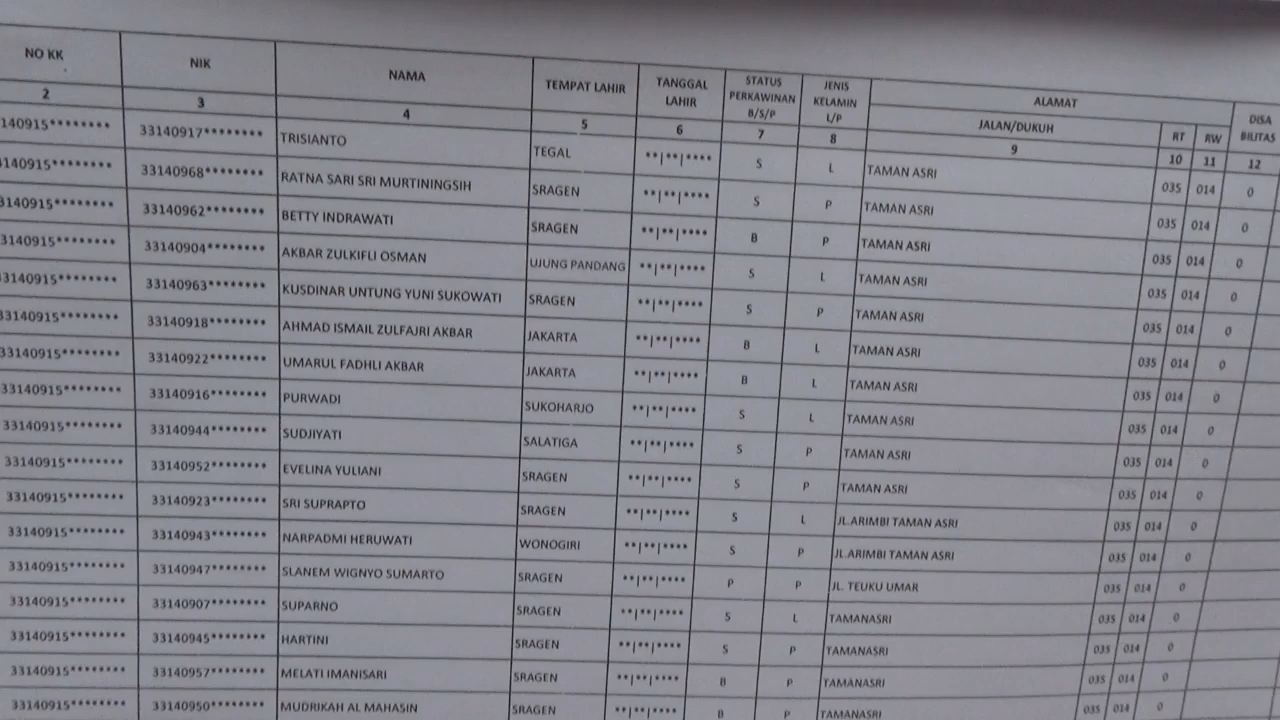 NO KK NIK NAMA TEMPAT LAHIR TANGGAL LAHIR STATUS PERKAWINAN B/S/P JENIS KELAMIN L/P ALAMAT JALAN/DUKUH RT RW DISA BILITAS
2 3 4 5 6 7 8 9 10 11 12
140915******** 33140917******** TRISIANTO TEGAL **|**|**** S L TAMAN ASRI 035 014 0
33140915******** 33140968******** RATNA SARI SRI MURTININGSIH SRAGEN **|**|**** S P TAMAN ASRI 035 014 0
33140915******** 33140962******** BETTY INDRAWATI SRAGEN **|**|**** B P TAMAN ASRI 035 014 0
33140915******** 33140904******** AKBAR ZULKIFLI OSMAN UJUNG PANDANG **|**|**** S L TAMAN ASRI 035 014 0
33140915******** 33140963******** KUSDINAR UNTUNG YUNI SUKOWATI SRAGEN **|**|**** S P TAMAN ASRI 035 014 0
33140915******** 33140918******** AHMAD ISMAIL ZULFAJRI AKBAR JAKARTA **|**|**** B L TAMAN ASRI 035 014 0
33140915******** 33140922******** UMARUL FADHLI AKBAR JAKARTA **|**|**** B L TAMAN ASRI 035 014 0
33140915******** 33140916******** PURWADI SUKOHARJO **|**|**** S L TAMAN ASRI 035 014 0
33140915******** 33140944******** SUDJIYATI SALATIGA **|**|**** S P TAMAN ASRI 035 014 0
33140915******** 33140952******** EVELINA YULIANI SRAGEN **|**|**** S P TAMAN ASRI 035 014 0
33140915******** 33140923******** SRI SUPRAPTO SRAGEN **|**|**** S L JL.ARIMBI TAMAN ASRI 035 014 0
33140915******** 33140943******** NARPADMI HERUWATI WONOGIRI **|**|**** S P JL.ARIMBI TAMAN ASRI 035 014 0
33140915******** 33140947******** SLANEM WIGNYO SUMARTO SRAGEN **|**|**** P P JL. TEUKU UMAR 035 014 0
33140915******** 33140907******** SUPARNO SRAGEN **|**|**** S L TAMANASRI 035 014 0
33140915******** 33140945******** HARTINI SRAGEN **|**|**** S P TAMANASRI 035 014 0
33140915******** 33140957******** MELATI IMANISARI SRAGEN **|**|**** B P TAMANASRI 035 014 0
33140915******** 33140950******** MUDRIKAH AL MAHASIN SRAGEN **|**|**** B P TAMANASRI 035 014 0